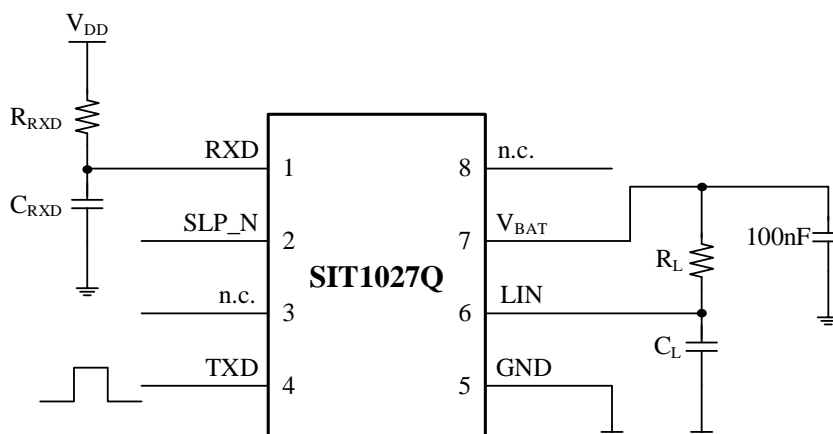 V_DD
R_RXD
C_RXD
RXD 1
SLP_N 2
n.c. 3
TXD 4
SIT1027Q
8 n.c.
7 V_BAT
6 LIN
5 GND
R_L
C_L
100nF